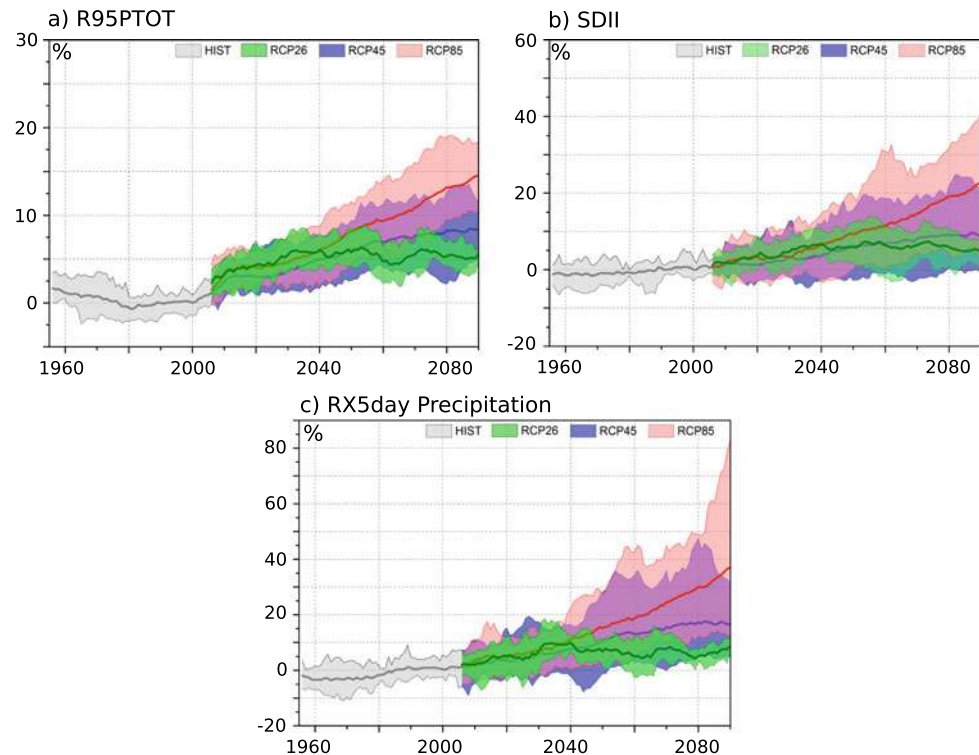 a) R95PTOT
30
%
HIST RCP26 RCP45 RCP85
20
10
0
1960 2000 2040 2080
b) SDII
60
%
HIST RCP26 RCP45 RCP85
40
20
0
-20
1960 2000 2040 2080
c) RX5day Precipitation
%
HIST RCP26 RCP45 RCP85
80
60
40
20
0
-20
1960 2000 2040 2080